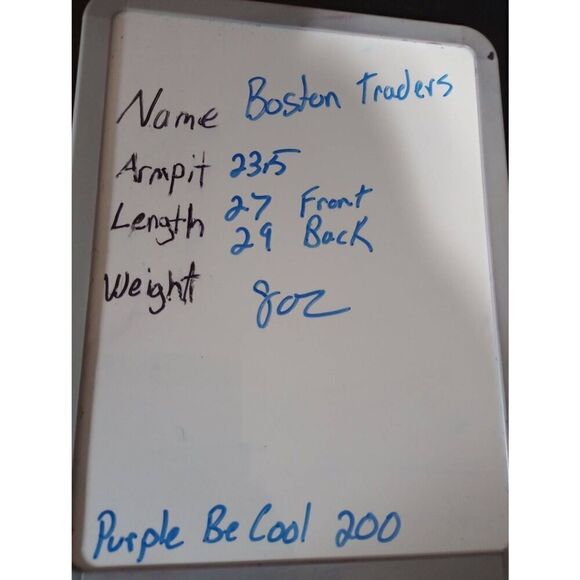 Name Boston Traders
Armpit 23.5
Length 27 Front
29 Back
Weight 8oz
Purple Be Cool 200